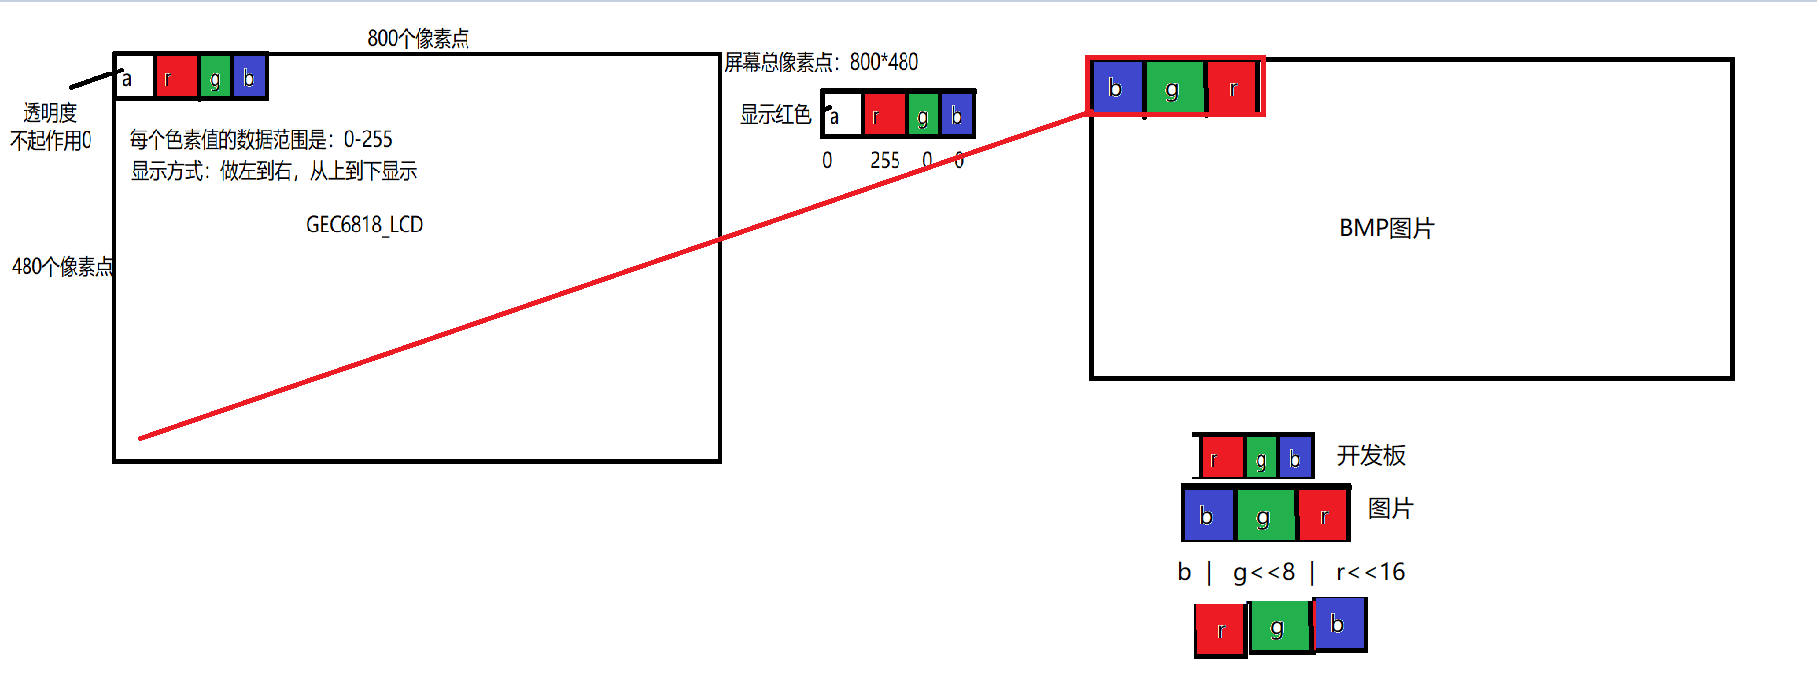 800个像素点
a r g b
透明度
不起作用0
每个色素值的数据范围是：0-255
显示方式：做左到右，从上到下显示
GEC6818_LCD
480个像素点
屏幕总像素点：800*480
显示红色
a r g b
0 255 0 0
b g r
BMP图片
r g b 开发板
b g r 图片
b | g<<8 | r<<16
r g b